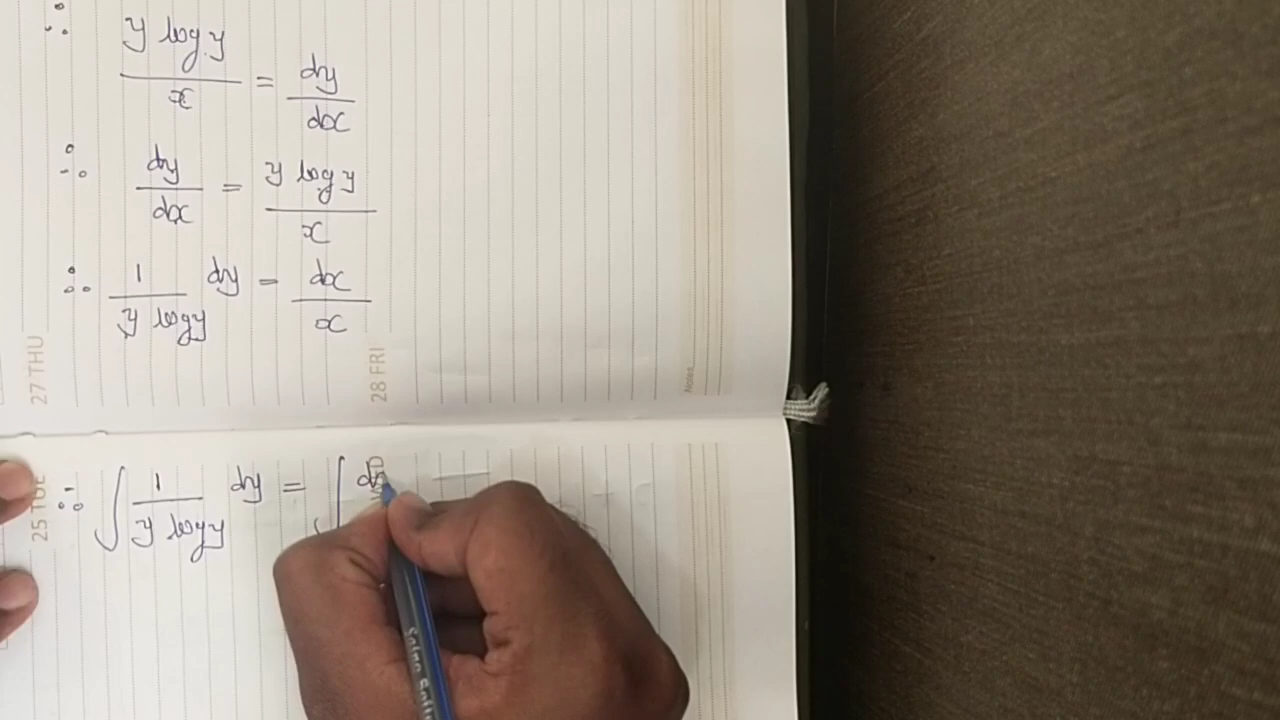 ∴ y log y / x = dy / dx
∴ dy / dx = y log y / x
∴ 1 / y log y dy = dx / x
27 THU
28 FRI
Notes
25 TUE
∴ ∫ 1 / y log y dy = ∫ dx